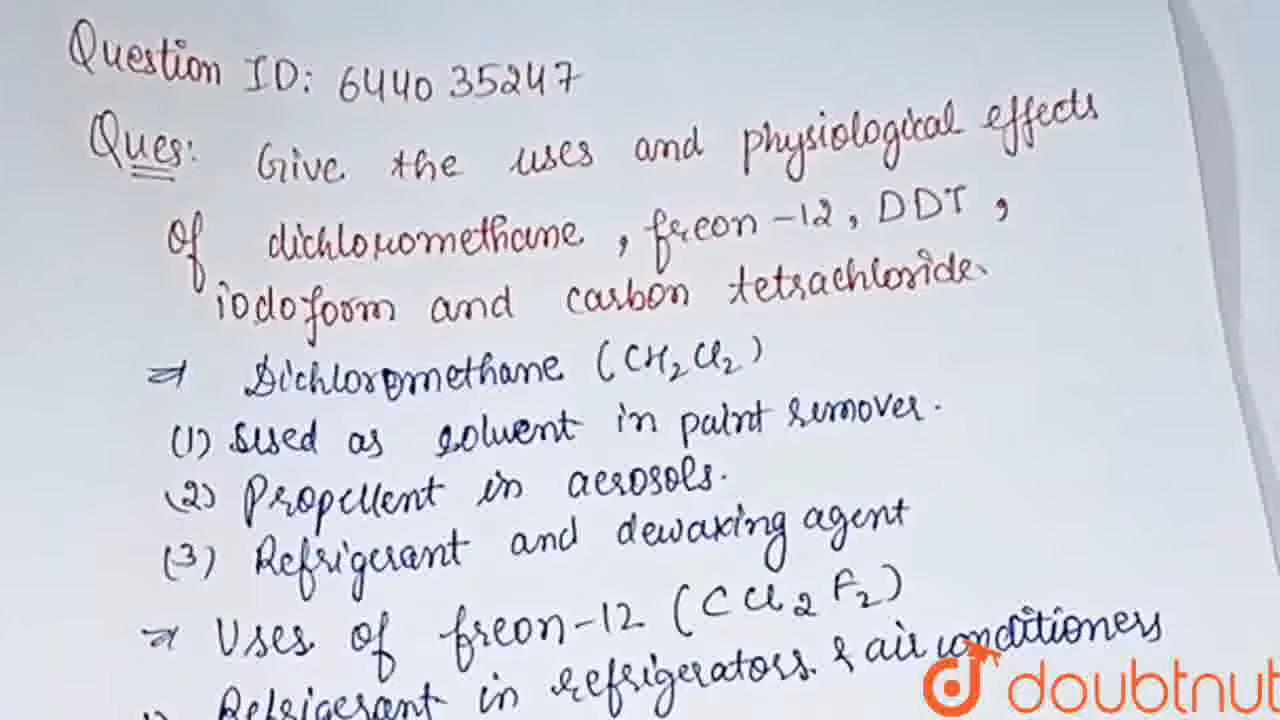 Question ID: 644035247
Ques: Give the uses and physiological effects
of dichloromethane, freon-12, DDT,
iodoform and carbon tetrachloride.
⇒ Dichloromethane (CH₂Cl₂)
(1) Used as solvent in paint remover.
(2) Propellent in aerosols.
(3) Refrigerant and dewaxing agent
⇒ Uses of freon-12 (CCl₂F₂)
1) Refrigerant in refrigerators & air conditioners
doubtnut